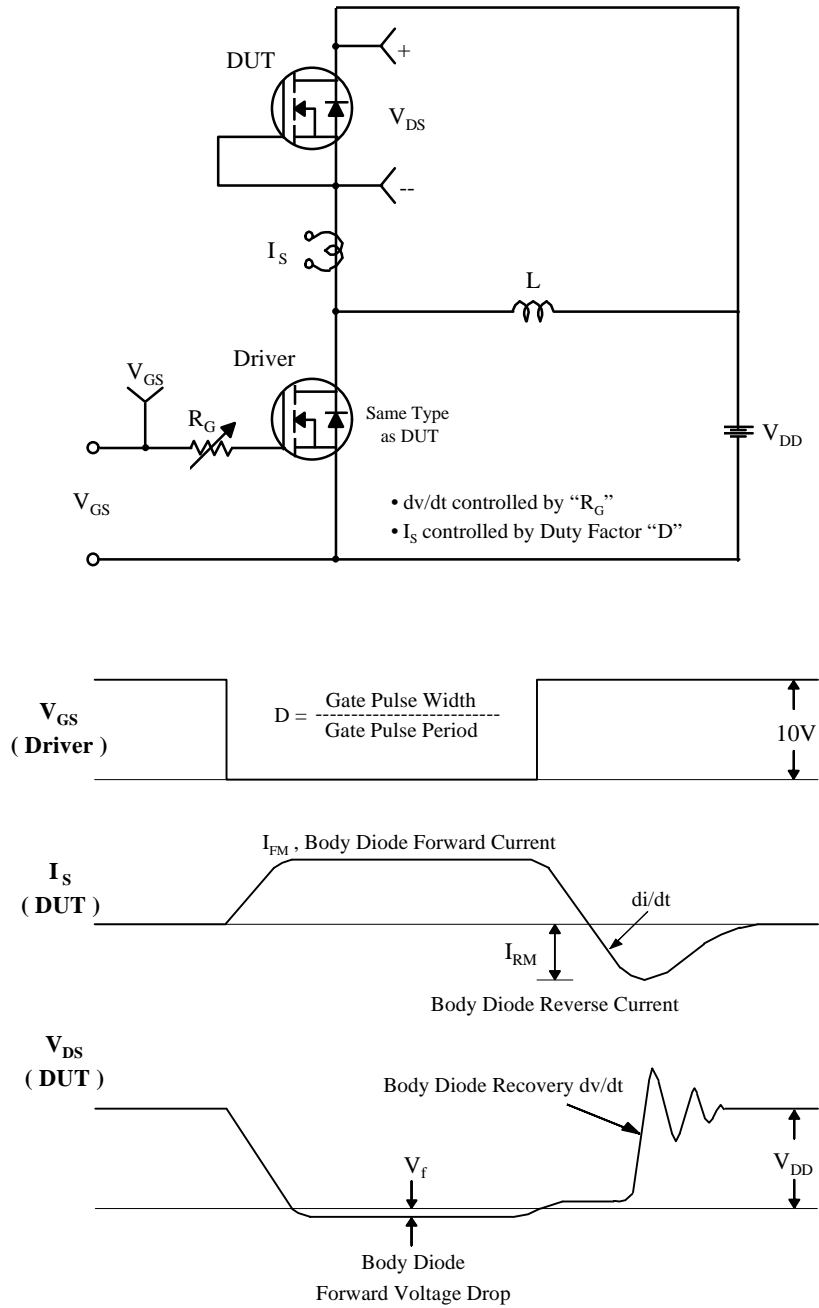 DUT
+
V_DS
--
I_S
L
Driver
V_GS
R_G
Same Type
as DUT
V_DD
V_GS
• dv/dt controlled by “R_G”
• I_S controlled by Duty Factor “D”
V_GS
( Driver )
D = Gate Pulse Width
--------------------------
Gate Pulse Period
10V
I_FM , Body Diode Forward Current
I_S
( DUT )
di/dt
I_RM
Body Diode Reverse Current
V_DS
( DUT )
Body Diode Recovery dv/dt
V_f
V_DD
Body Diode
Forward Voltage Drop